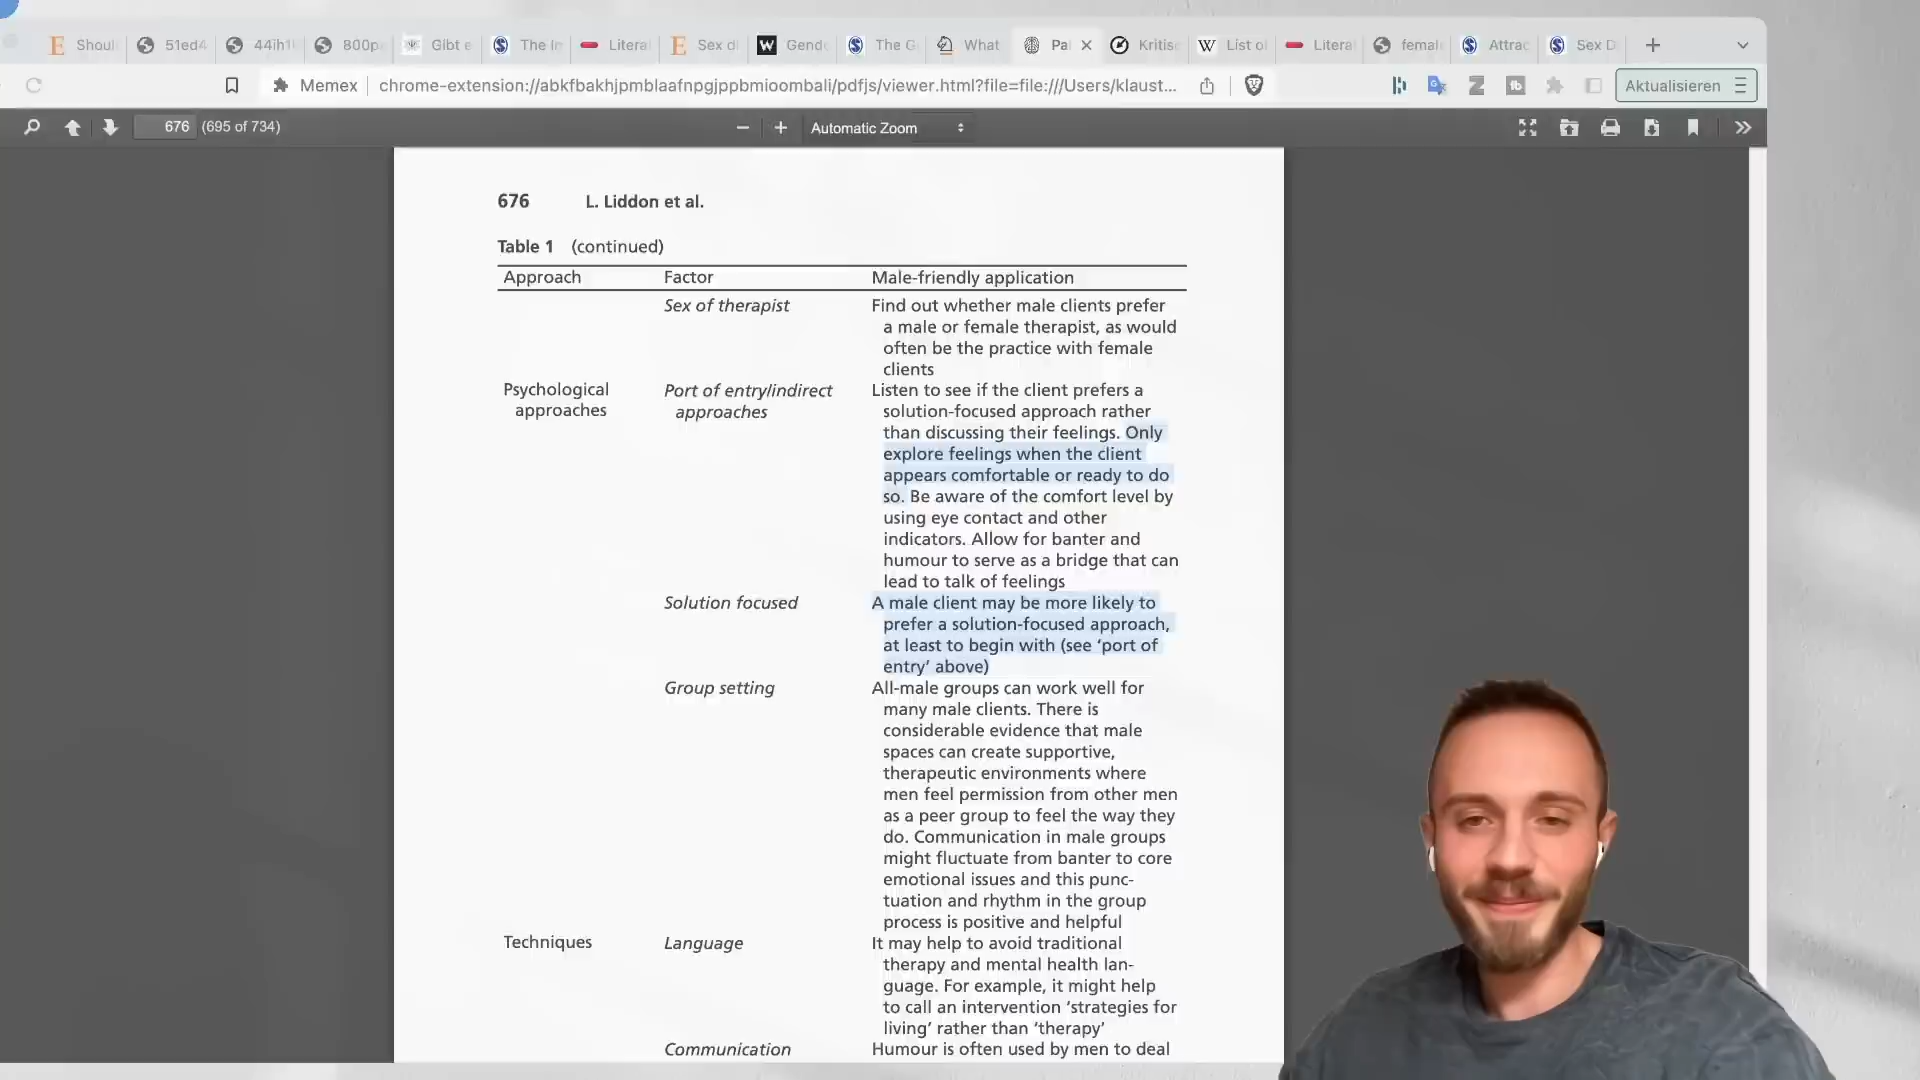 Shoul
51ed4
44ih1
800p
Gibt e
The In
Litera
Sex di
Gende
The G
What
Pa
Kritise
List of
Litera
femal
Attrac
Sex D
Memex
chrome-extension://abkfbakhjpmblaafnpgjppbmioombali/pdfjs/viewer.html?file=file:///Users/klaust...
Aktualisieren
676 (695 of 734)
Automatic Zoom
676 L. Liddon et al.
Table 1 (continued)
Approach Factor Male-friendly application
Sex of therapist Find out whether male clients prefer
a male or female therapist, as would
often be the practice with female
clients
Psychological Port of entry/indirect Listen to see if the client prefers a
approaches approaches solution-focused approach rather
than discussing their feelings. Only
explore feelings when the client
appears comfortable or ready to do
so. Be aware of the comfort level by
using eye contact and other
indicators. Allow for banter and
humour to serve as a bridge that can
lead to talk of feelings
Solution focused A male client may be more likely to
prefer a solution-focused approach,
at least to begin with (see ‘port of
entry’ above)
Group setting All-male groups can work well for
many male clients. There is
considerable evidence that male
spaces can create supportive,
therapeutic environments where
men feel permission from other men
as a peer group to feel the way they
do. Communication in male groups
might fluctuate from banter to core
emotional issues and this punc-
tuation and rhythm in the group
process is positive and helpful
Techniques Language It may help to avoid traditional
therapy and mental health lan-
guage. For example, it might help
to call an intervention ‘strategies for
living’ rather than ‘therapy’
Communication Humour is often used by men to deal